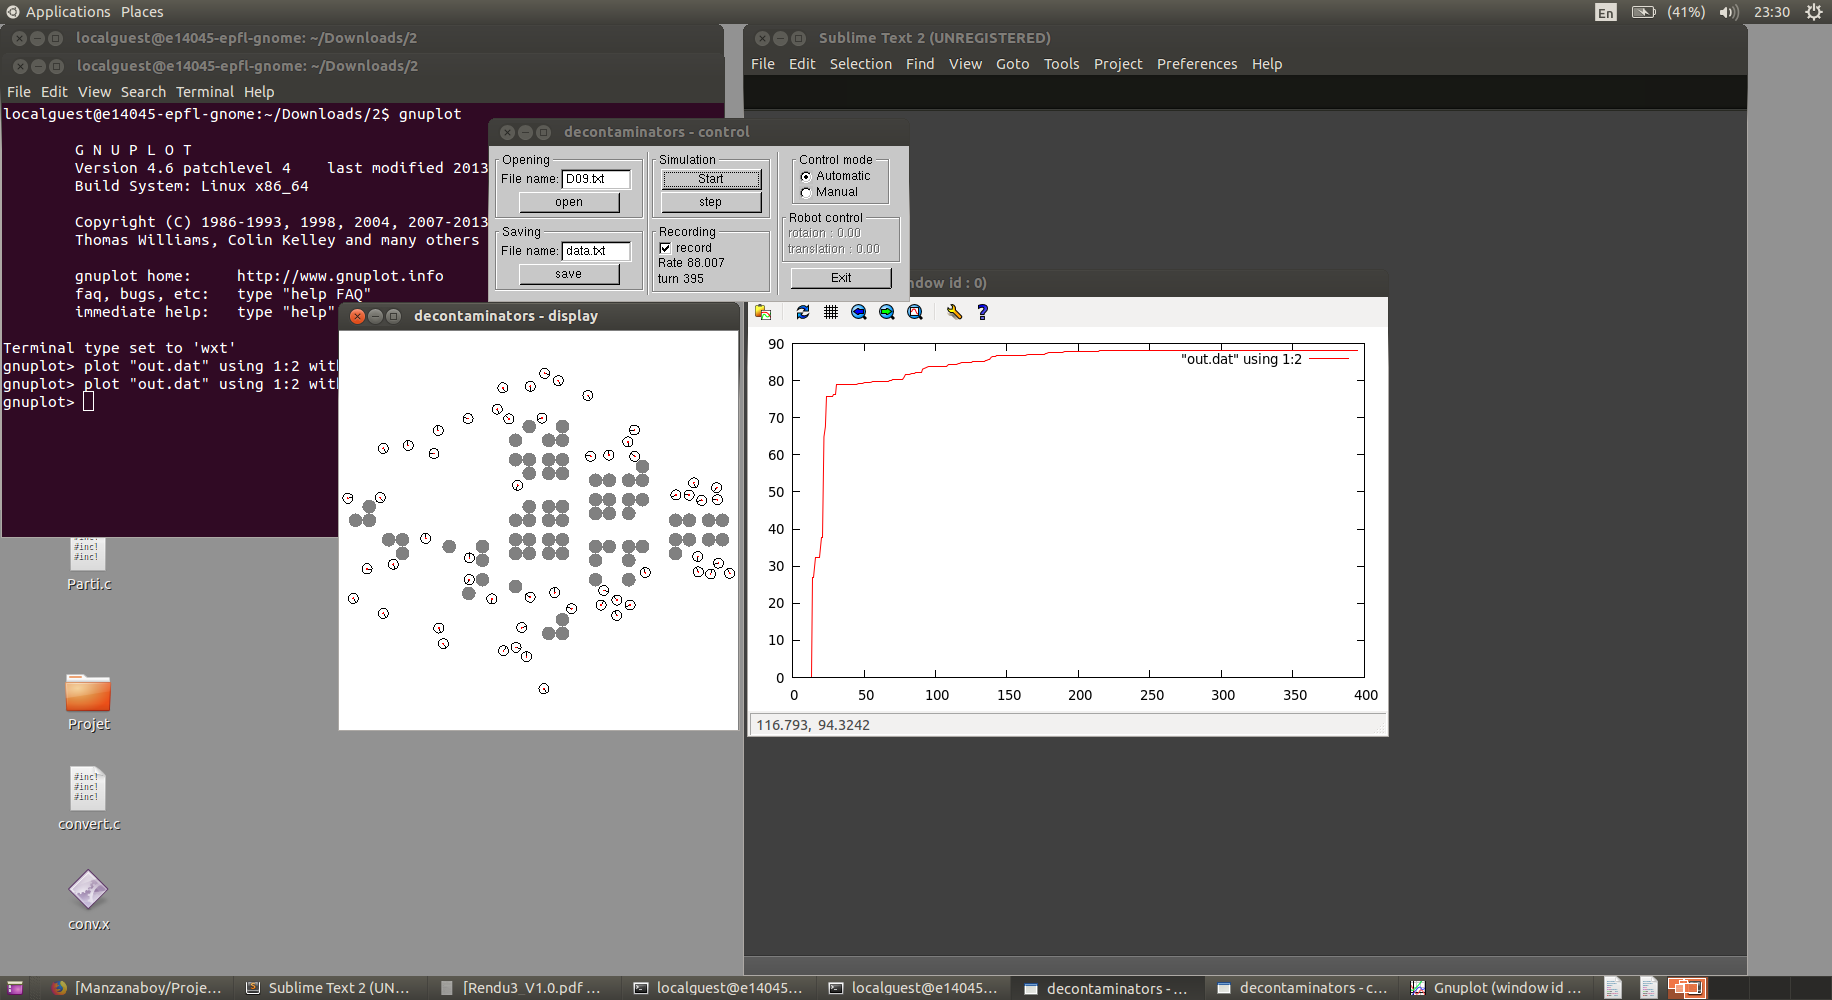 Applications Places
En (41%) 23:30
localguest@e14045-epfl-gnome: ~/Downloads/2
localguest@e14045-epfl-gnome: ~/Downloads/2
File Edit View Search Terminal Help
localguest@e14045-epfl-gnome:~/Downloads/2$ gnuplot
G N U P L O T
Version 4.6 patchlevel 4 last modified 2013
Build System: Linux x86_64
Copyright (C) 1986-1993, 1998, 2004, 2007-2013
Thomas Williams, Colin Kelley and many others
gnuplot home: http://www.gnuplot.info
faq, bugs, etc: type "help FAQ"
immediate help: type "help"
Terminal type set to 'wxt'
gnuplot> plot "out.dat" using 1:2 with
gnuplot> plot "out.dat" using 1:2 with
gnuplot>
Sublime Text 2 (UNREGISTERED)
File Edit Selection Find View Goto Tools Project Preferences Help
decontaminators - control
Opening
File name: D09.txt
open
Saving
File name: data.txt
save
Simulation
Start
step
Recording
record
Rate 88.007
turn 395
Control mode
Automatic
Manual
Robot control
rotaion : 0.00
translation : 0.00
Exit
decontaminators - display
ndow id : 0)
"out.dat" using 1:2
90
80
70
60
50
40
30
20
10
0
0 50 100 150 200 250 300 350 400
116.793, 94.3242
#inc!
#inc!
Parti.c
Projet
#inc!
#inc!
#inc!
convert.c
conv.x
[Manzanaboy/Proje... Sublime Text 2 (UN... [Rendu3_V1.0.pdf ... localguest@e14045... localguest@e14045... decontaminators - ... decontaminators - c... Gnuplot (window id ...